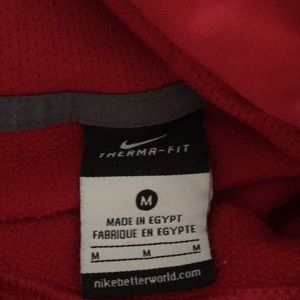 THERMA-FIT
M
MADE IN EGYPT
FABRIQUE EN EGYPTE
M M M
nikebetterworld.com